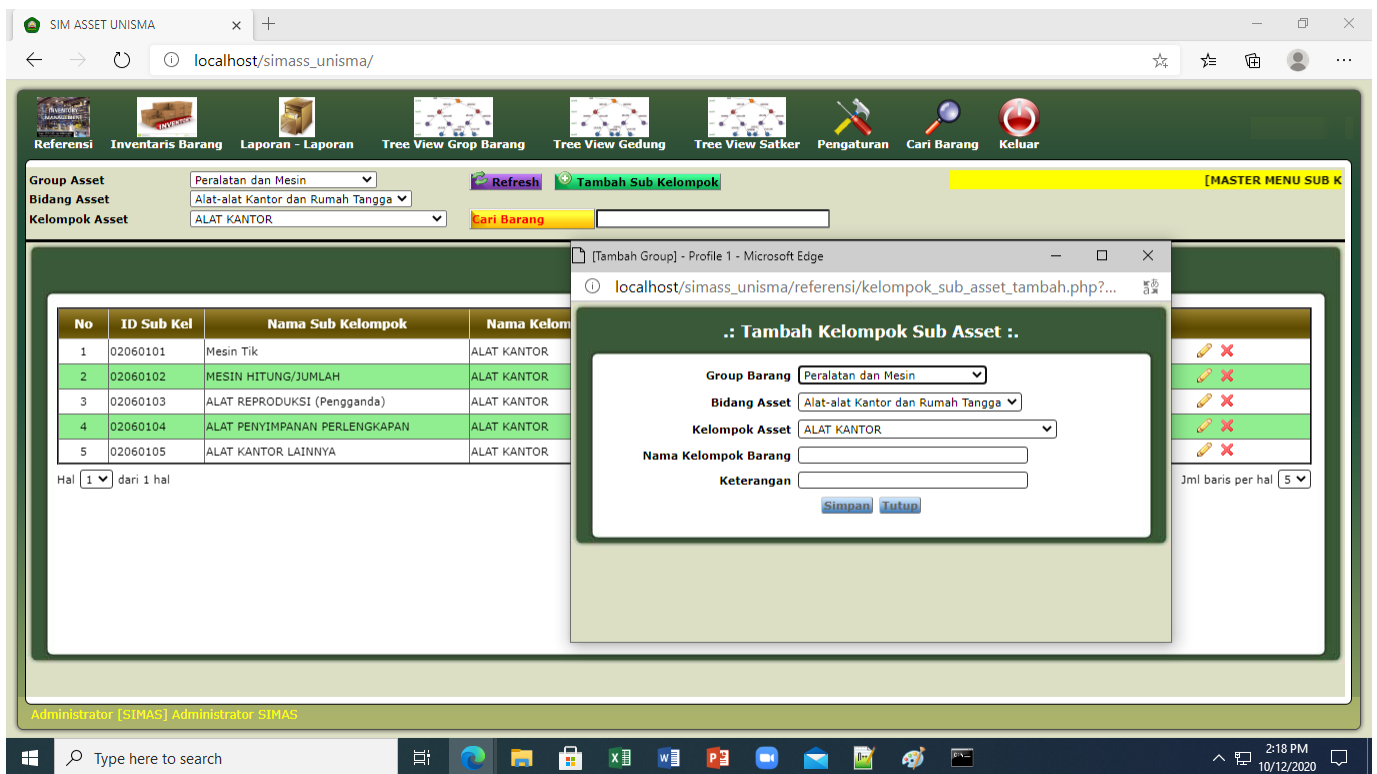 SIM ASSET UNISMA
localhost/simass_unisma/
INVENTORY
MANAGEMENT
Referensi Inventaris Barang Laporan - Laporan Tree View Grop Barang Tree View Gedung Tree View Satker Pengaturan Cari Barang Keluar
Group Asset Peralatan dan Mesin Refresh Tambah Sub Kelompok [MASTER MENU SUB K
Bidang Asset Alat-alat Kantor dan Rumah Tangga
Kelompok Asset ALAT KANTOR Cari Barang
No ID Sub Kel Nama Sub Kelompok Nama Kelom
1 02060101 Mesin Tik ALAT KANTOR
2 02060102 MESIN HITUNG/JUMLAH ALAT KANTOR
3 02060103 ALAT REPRODUKSI (Pengganda) ALAT KANTOR
4 02060104 ALAT PENYIMPANAN PERLENGKAPAN ALAT KANTOR
5 02060105 ALAT KANTOR LAINNYA ALAT KANTOR
Hal 1 dari 1 hal Jml baris per hal 5
[Tambah Group] - Profile 1 - Microsoft Edge
localhost/simass_unisma/referensi/kelompok_sub_asset_tambah.php?...
.: Tambah Kelompok Sub Asset :.
Group Barang Peralatan dan Mesin
Bidang Asset Alat-alat Kantor dan Rumah Tangga
Kelompok Asset ALAT KANTOR
Nama Kelompok Barang
Keterangan
Simpan Tutup
Administrator [SIMAS] Administrator SIMAS
Type here to search
2:18 PM
10/12/2020